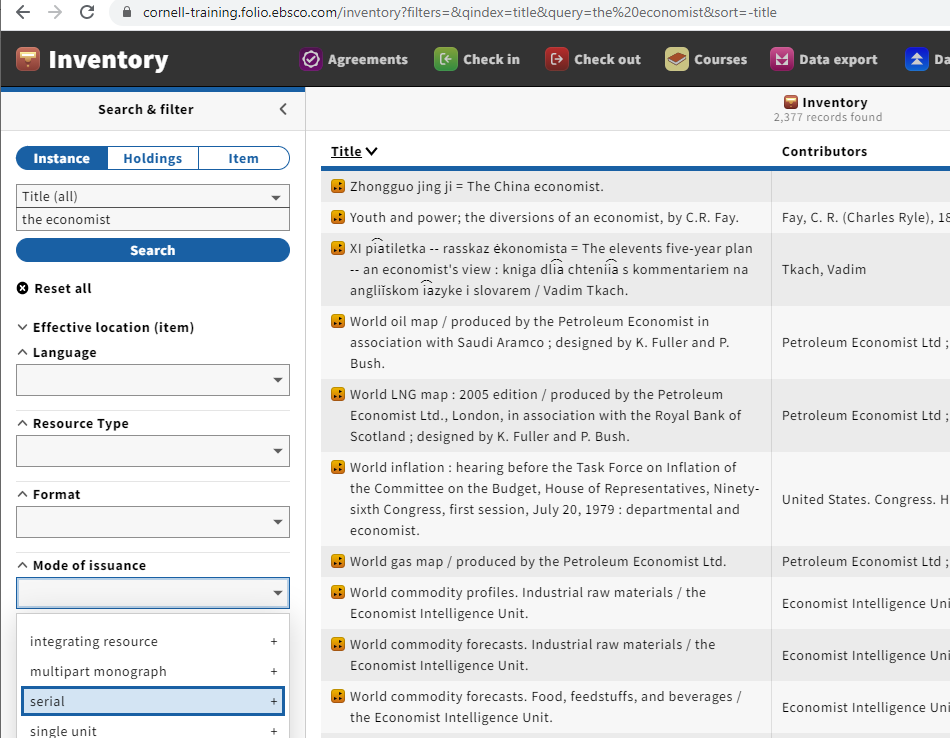 cornell-training.folio.ebsco.com/inventory?filters=&qindex=title&query=the%20economist&sort=-title
Inventory
Agreements
Check in
Check out
Courses
Data export
Da
Search & filter
Inventory
2,377 records found
Instance
Holdings
Item
Title (all)
the economist
Search
Reset all
Effective location (item)
Language
Resource Type
Format
Mode of issuance
integrating resource +
multipart monograph +
serial +
single unit +
Title
Contributors
Zhongguo jing ji = The China economist.
Youth and power; the diversions of an economist, by C.R. Fay.
Fay, C. R. (Charles Ryle), 18
XI pi͡atiletka -- rasskaz ėkonomista = The elevents five-year plan
-- an economist's view : kniga dli͡a chtenii͡a s kommentariem na
angliĭskom i͡azyke i slovarem / Vadim Tkach.
Tkach, Vadim
World oil map / produced by the Petroleum Economist in
association with Saudi Aramco ; designed by K. Fuller and P.
Bush.
Petroleum Economist Ltd ;
World LNG map : 2005 edition / produced by the Petroleum
Economist Ltd., London, in association with the Royal Bank of
Scotland ; designed by K. Fuller and P. Bush.
Petroleum Economist Ltd ;
World inflation : hearing before the Task Force on Inflation of
the Committee on the Budget, House of Representatives, Ninety-
sixth Congress, first session, July 20, 1979 : departmental and
economist.
United States. Congress. H
World gas map / produced by the Petroleum Economist Ltd.
Petroleum Economist Ltd ;
World commodity profiles. Industrial raw materials / the
Economist Intelligence Unit.
Economist Intelligence Uni
World commodity forecasts. Industrial raw materials / the
Economist Intelligence Unit.
Economist Intelligence Uni
World commodity forecasts. Food, feedstuffs, and beverages /
the Economist Intelligence Unit.
Economist Intelligence Uni